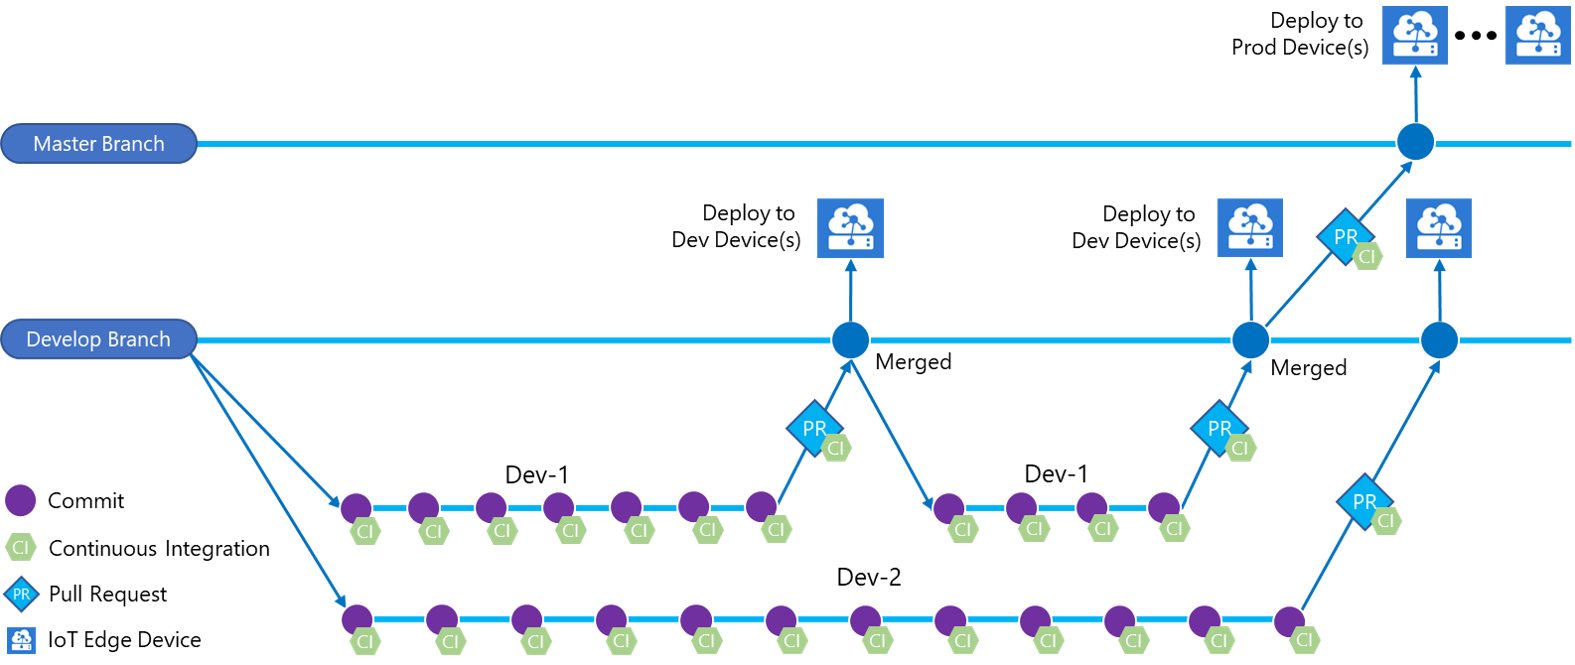 Deploy to
Prod Device(s)
Master Branch
Deploy to
Dev Device(s)
Deploy to
Dev Device(s)
PR
CI
Develop Branch
Merged
Merged
PR
CI
PR
CI
Dev-1
Dev-1
PR
CI
Commit
CI
CI
CI
CI
CI
CI
CI
CI
CI
CI
CI
CI Continuous Integration
Dev-2
PR Pull Request
CI
CI
CI
CI
CI
CI
CI
CI
CI
CI
CI
CI
IoT Edge Device